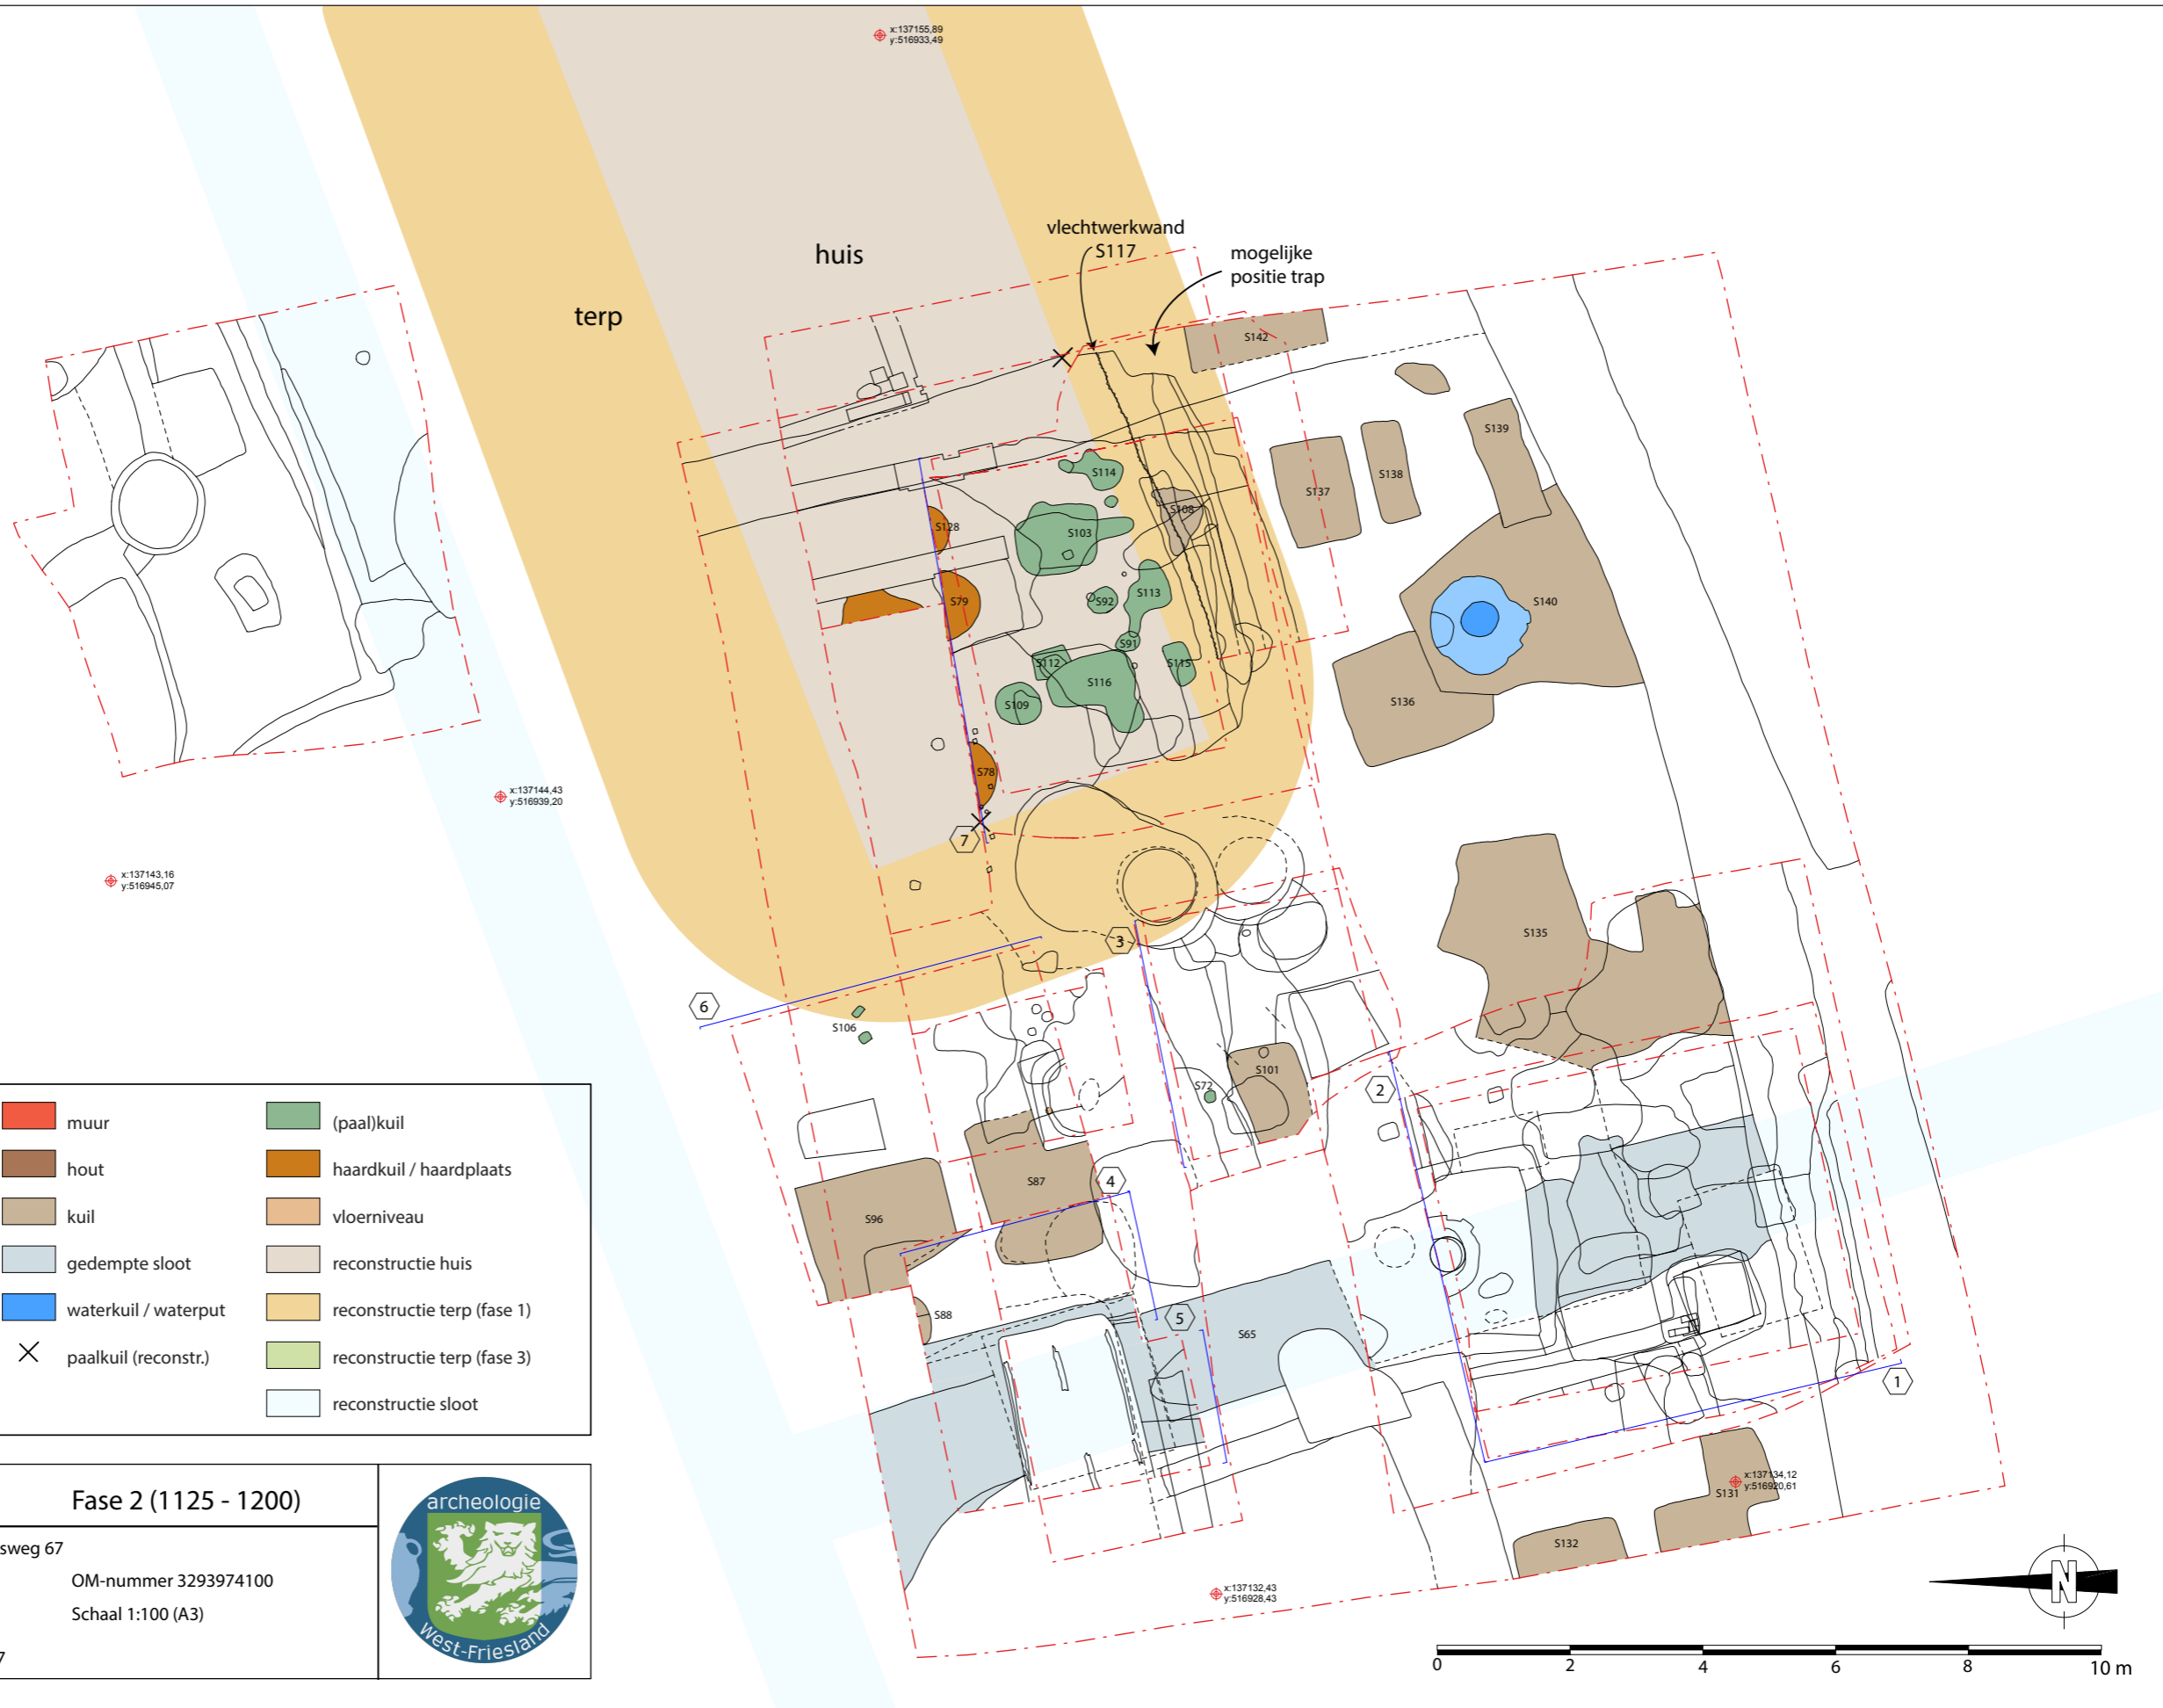 x:137155,89
y:516933,49
vlechtwerkwand
S117
mogelijke
positie trap
huis
terp
S142
S139
S114
S138
S137
S108
S128
S103
S79
S92
S113
S140
S91
S112
S115
S116
S109
S136
S78
x:137144,43
y:516939,20
7
x:137143,16
y:516945,07
S135
3
6
S106
S101
S72
2
4
S87
S96
S88
5
S65
1
x:137134,12
y:516920,61
S131
S132
x:137132,43
y:516928,43
muur
hout
kuil
gedempte sloot
waterkuil / waterput
paalkuil (reconstr.)
(paal)kuil
haardkuil / haardplaats
vloerniveau
reconstructie huis
reconstructie terp (fase 1)
reconstructie terp (fase 3)
reconstructie sloot
Fase 2 (1125 - 1200)
sweg 67
OM-nummer 3293974100
Schaal 1:100 (A3)
7
archeologie
West-Friesland
N
0 2 4 6 8 10 m